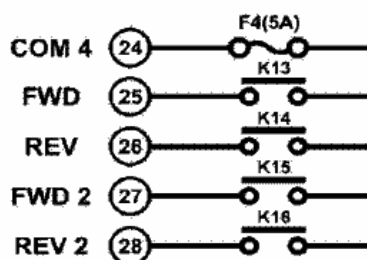 F4(5A)
COM 4 24
K13
FWD 25
K14
REV 26
K15
FWD 2 27
K16
REV 2 28